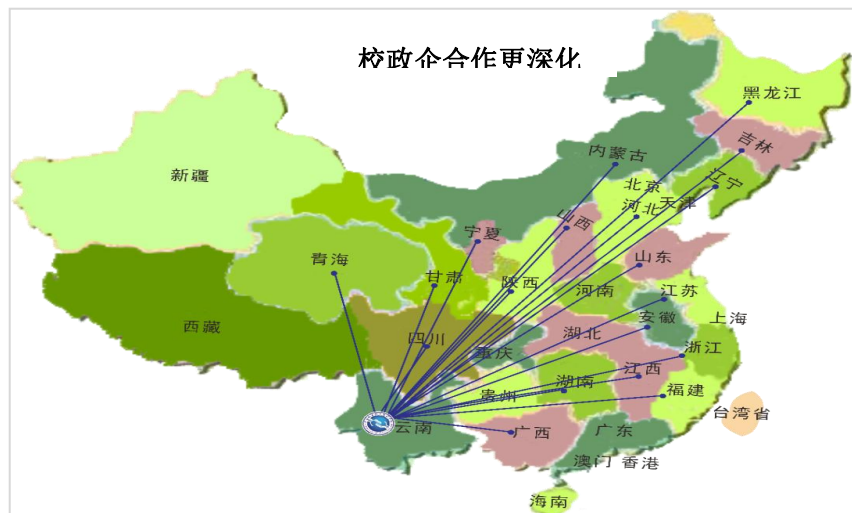 校政企合作更深化
黑龙江
吉林
内蒙古
辽宁
北京
新疆
河北
天津
山西
宁夏
山东
青海
甘肃
陕西
河南
江苏
上海
西藏
安徽
四川
湖北
浙江
重庆
江西
湖南
贵州
福建
台湾省
云南
广西
广东
澳门 香港
海南